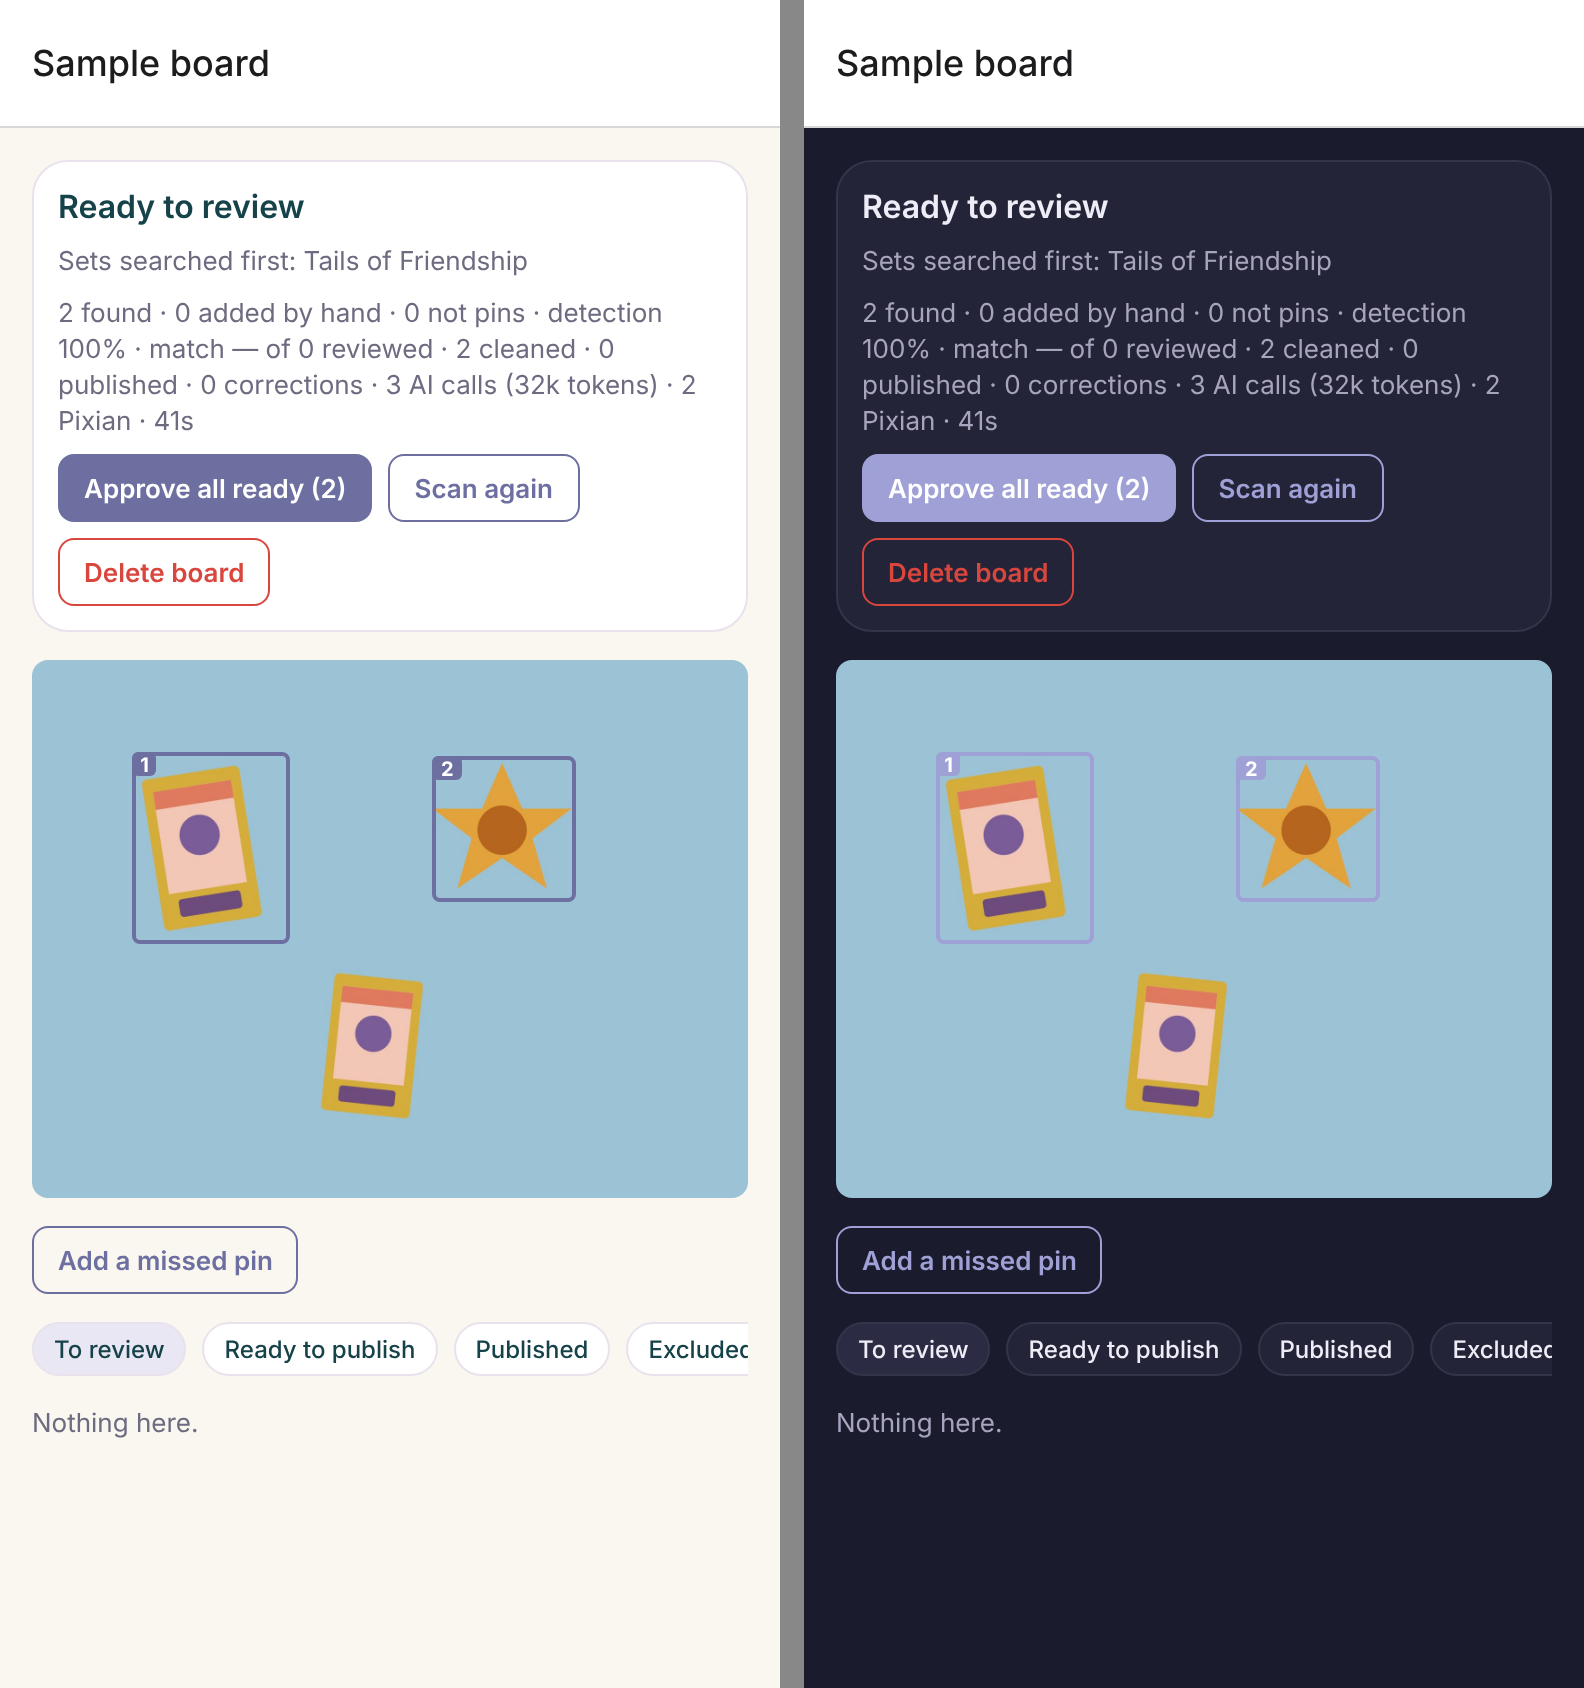 Sample board
Ready to review
Sets searched first: Tails of Friendship
2 found · 0 added by hand · 0 not pins · detection
100% · match — of 0 reviewed · 2 cleaned · 0
published · 0 corrections · 3 AI calls (32k tokens) · 2
Pixian · 41s
Approve all ready (2)
Scan again
Delete board
1
2
Add a missed pin
To review
Ready to publish
Published
Excluded
Nothing here.
Sample board
Ready to review
Sets searched first: Tails of Friendship
2 found · 0 added by hand · 0 not pins · detection
100% · match — of 0 reviewed · 2 cleaned · 0
published · 0 corrections · 3 AI calls (32k tokens) · 2
Pixian · 41s
Approve all ready (2)
Scan again
Delete board
1
2
Add a missed pin
To review
Ready to publish
Published
Excluded
Nothing here.